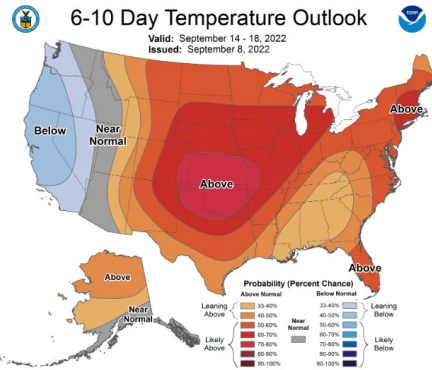 6-10 Day Temperature Outlook
Valid: September 14 - 18, 2022
Issued: September 8, 2022
Below
Near
Normal
Above
Above
Above
Above
Near
Normal
Probability (Percent Chance)
Above Normal
Below Normal
Leaning
Above
33-40%
40-50%
Near
Normal
33-40%
40-50%
Leaning
Below
Likely
Above
50-60%
60-70%
70-80%
80-90%
90-100%
50-60%
60-70%
70-80%
80-90%
90-100%
Likely
Below